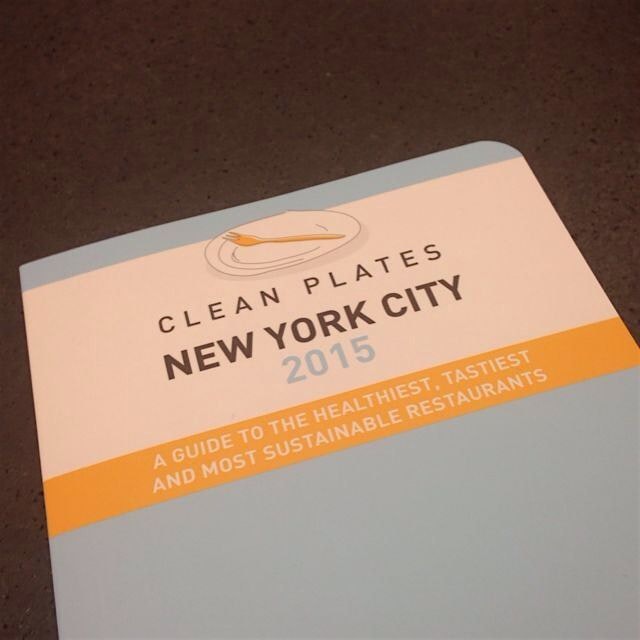 CLEAN PLATES
NEW YORK CITY
2015
A GUIDE TO THE HEALTHIEST, TASTIEST
AND MOST SUSTAINABLE RESTAURANTS